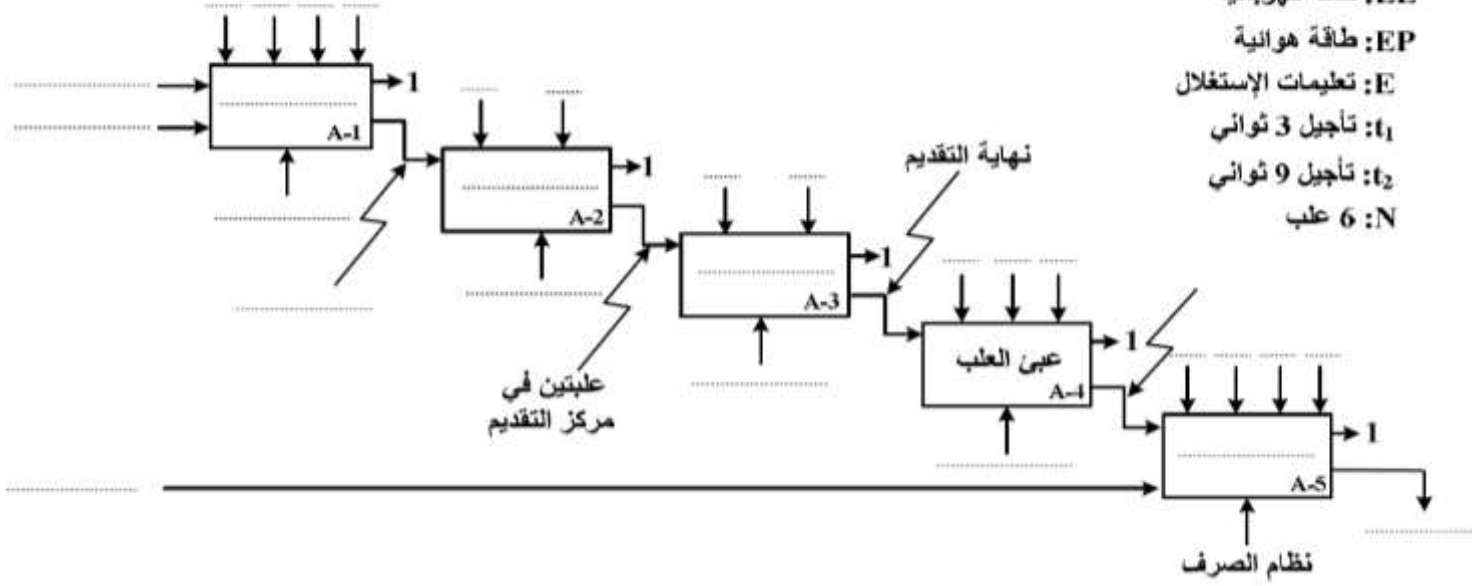 EP: طاقة هوائية
E: تعليمات الإستغلال
t₁: تأجيل 3 ثواني
t₂: تأجيل 9 ثواني
N: 6 علب
1
A-1
1
A-2
نهاية التقديم
1
A-3
علبتين في
مركز التقديم
1
عبئ العلب
A-4
1
A-5
نظام الصرف